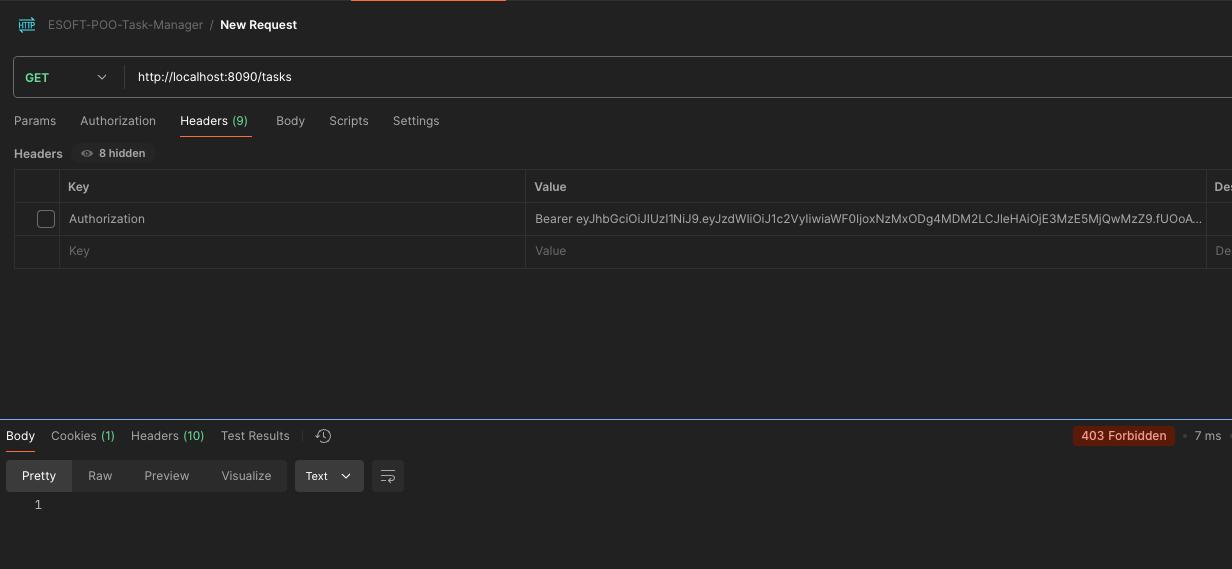 HTTP ESOFT-POO-Task-Manager / New Request
GET http://localhost:8090/tasks
Params Authorization Headers (9) Body Scripts Settings
Headers 8 hidden
Key Value Des
Authorization Bearer eyJhbGciOiJIUzI1NiJ9.eyJzdWIiOiJ1c2VyIiwiaWF0IjoxNzMxODg4MDM2LCJleHAiOjE3MzE5MjQwMzZ9.fUOoA...
Key Value De
Body Cookies (1) Headers (10) Test Results 403 Forbidden • 7 ms
Pretty Raw Preview Visualize Text
1